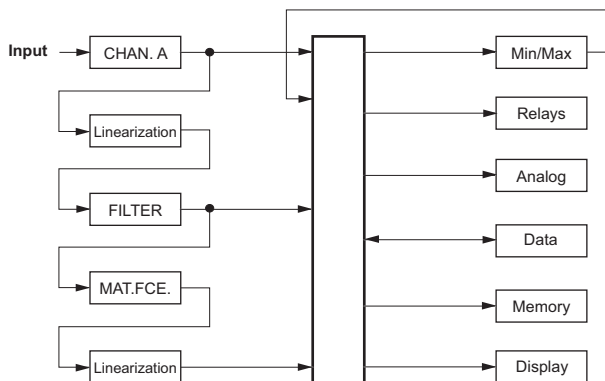 Input
CHAN. A
Linearization
FILTER
MAT.FCE.
Linearization
Min/Max
Relays
Analog
Data
Memory
Display